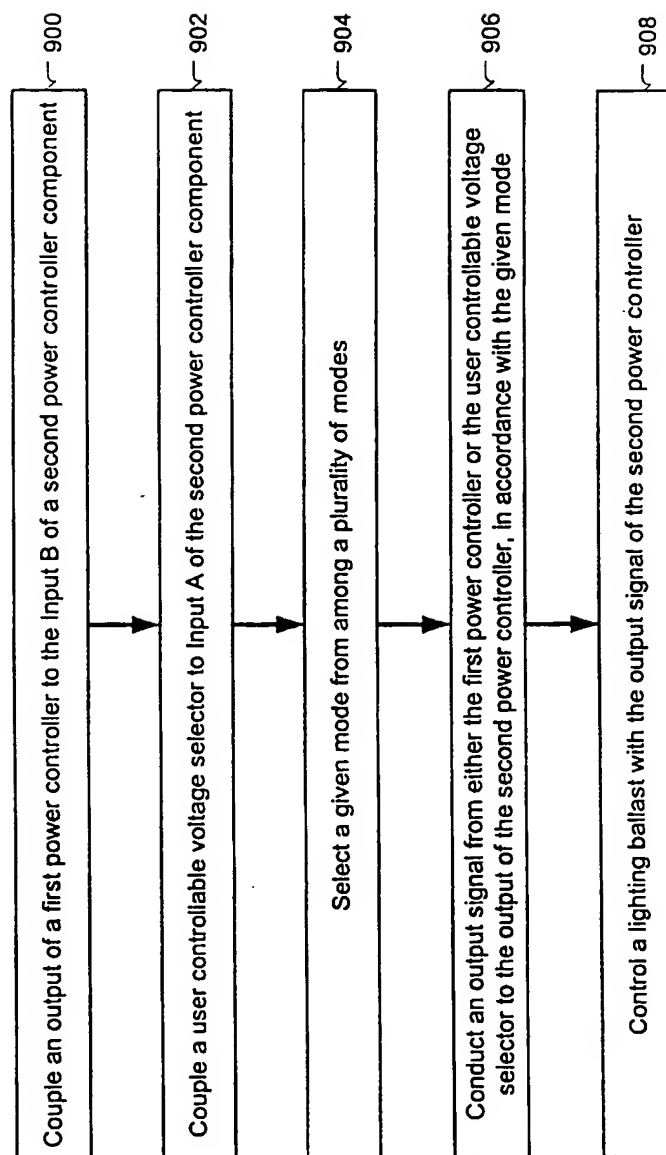 Couple an output of a first power controller to the Input B of a second power controller component
900
Couple a user controllable voltage selector to Input A of the second power controller component
902
Select a given mode from among a plurality of modes
904
Conduct an output signal from either the first power controller or the user controllable voltage
selector to the output of the second power controller, in accordance with the given mode
906
Control a lighting ballast with the output signal of the second power controller
908